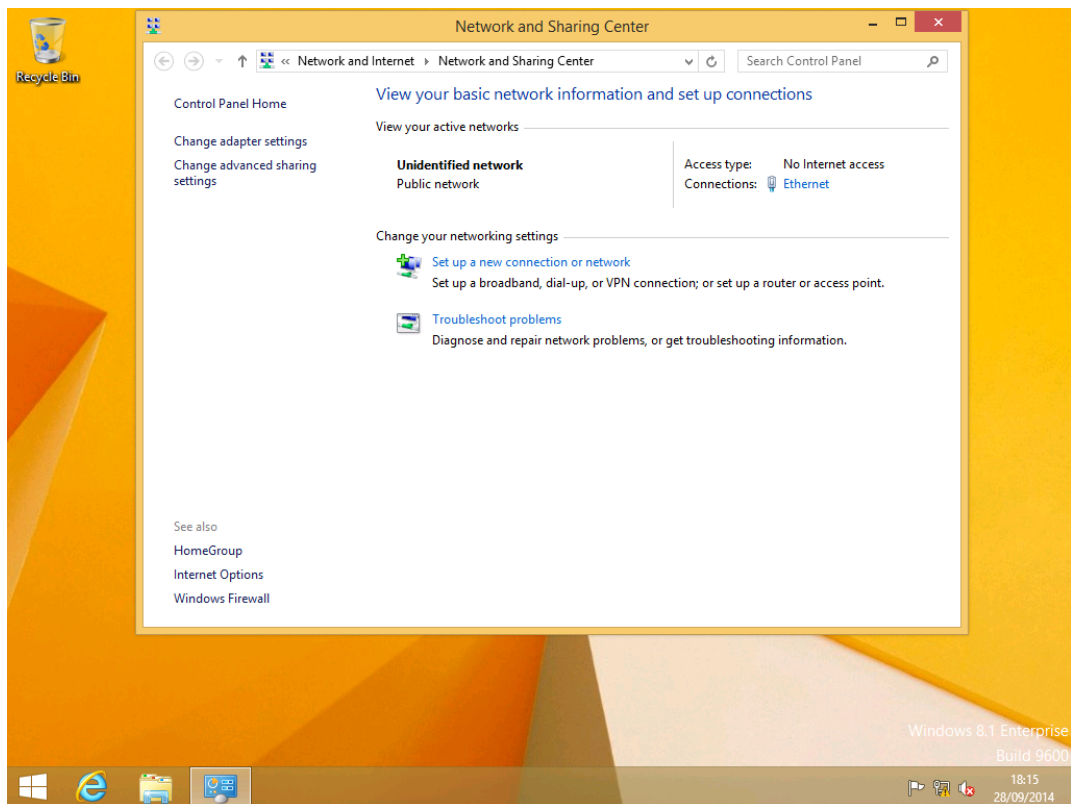 Recycle Bin
Network and Sharing Center
« Network and Internet Network and Sharing Center
Search Control Panel
Control Panel Home
Change adapter settings
Change advanced sharing
settings
View your basic network information and set up connections
View your active networks
Unidentified network
Public network
Access type: No Internet access
Connections: Ethernet
Change your networking settings
Set up a new connection or network
Set up a broadband, dial-up, or VPN connection; or set up a router or access point.
Troubleshoot problems
Diagnose and repair network problems, or get troubleshooting information.
See also
HomeGroup
Internet Options
Windows Firewall
Windows 8.1 Enterprise
Build 9600
18:15
28/09/2014